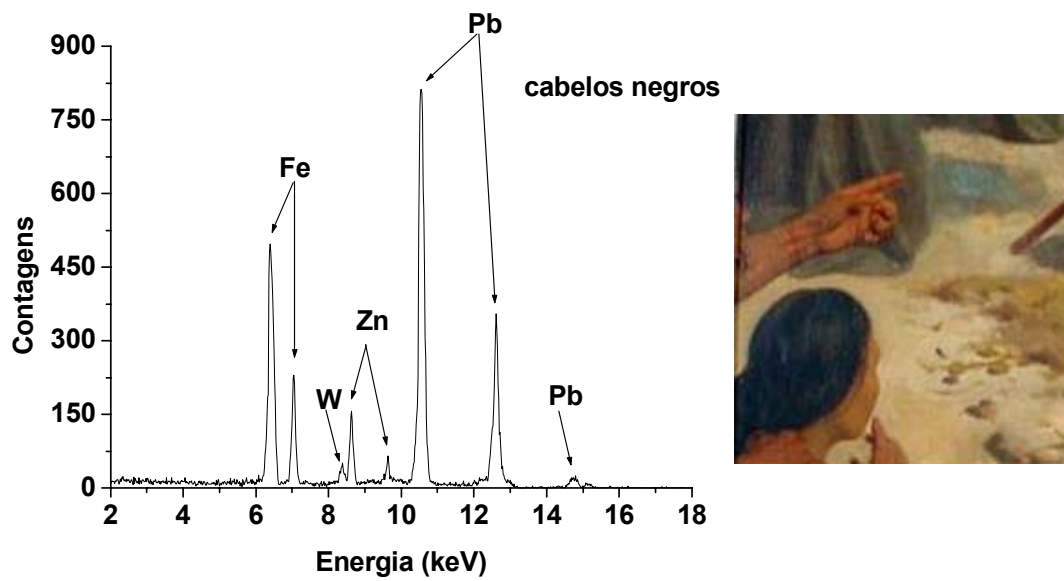 Pb
900
cabelos negros
750
Fe
600
Contagens
450
Zn
300
W
Pb
150
0
2 4 6 8 10 12 14 16 18
Energia (keV)